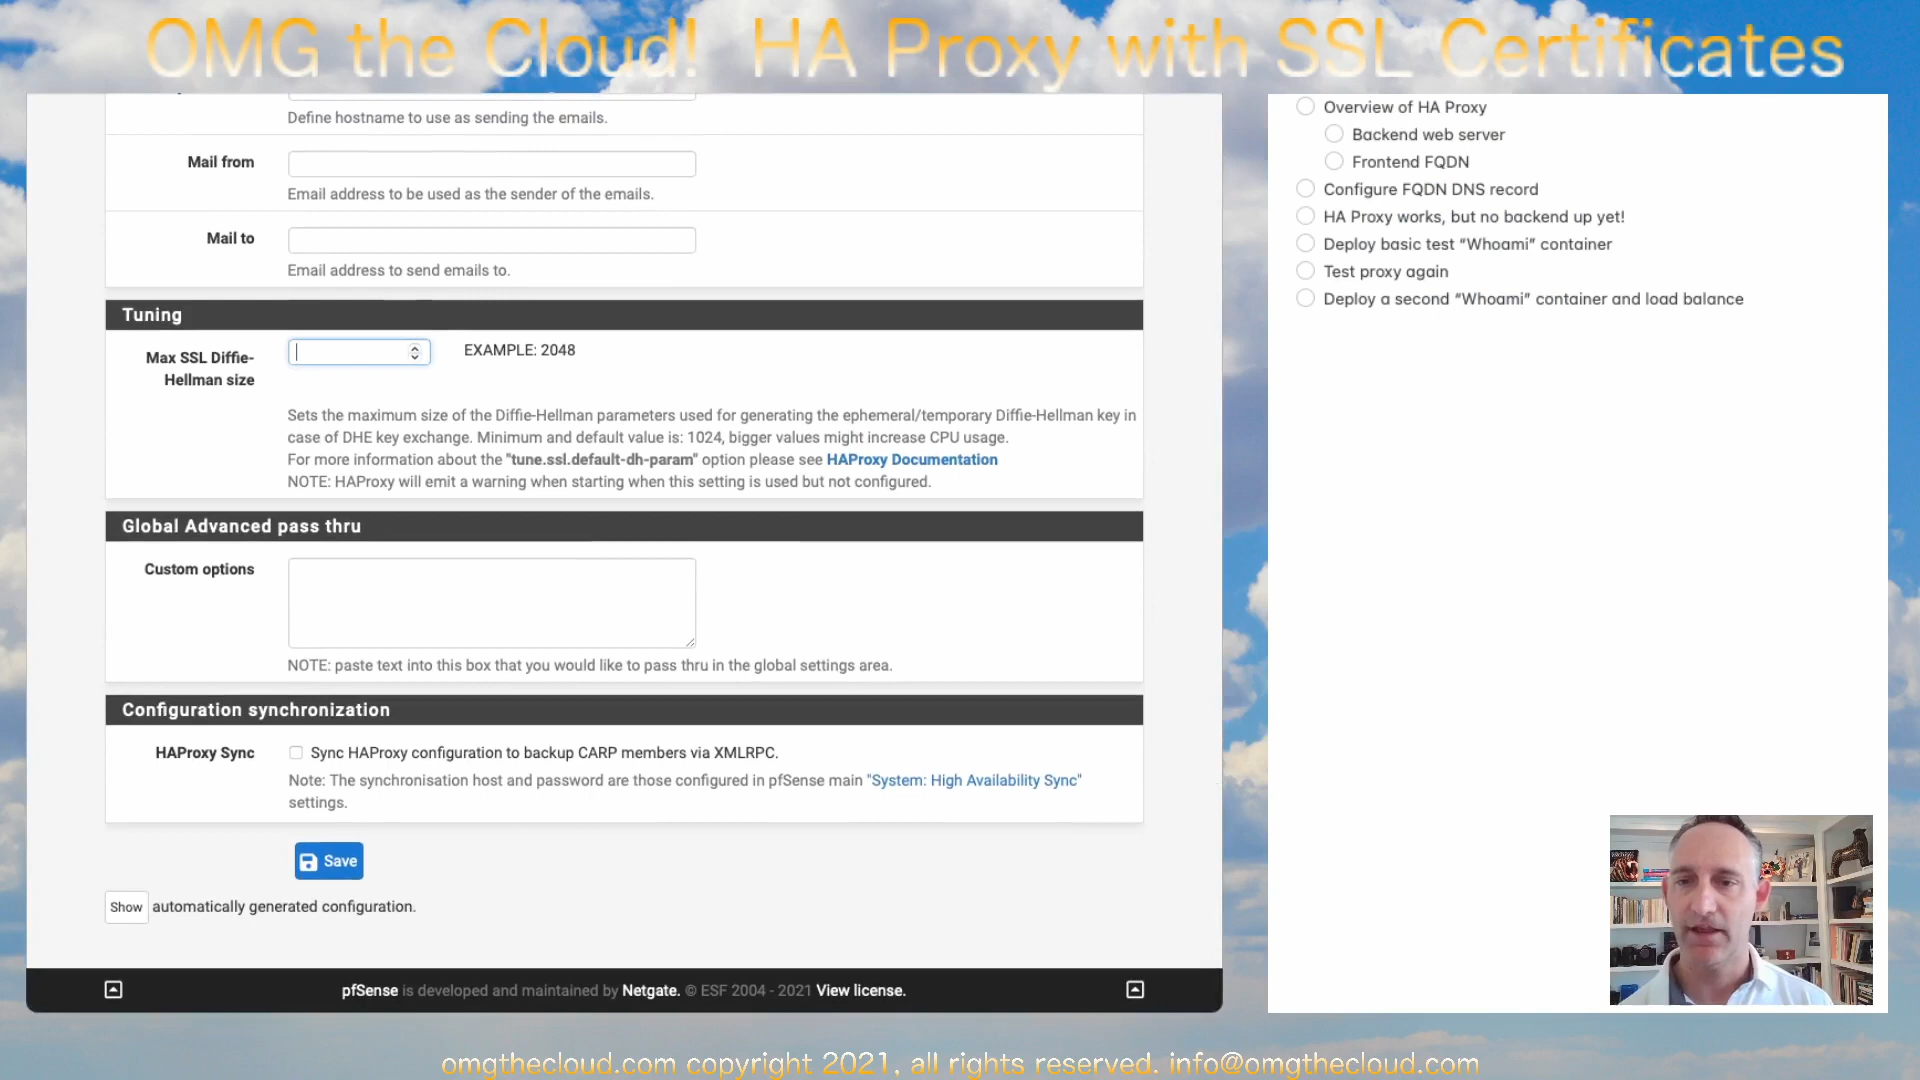 OMG the Cloud! HA Proxy with SSL Certificates
Define hostname to use as sending the emails.
Mail from
Email address to be used as the sender of the emails.
Mail to
Email address to send emails to.
Tuning
Max SSL Diffie-
Hellman size
EXAMPLE: 2048
Sets the maximum size of the Diffie-Hellman parameters used for generating the ephemeral/temporary Diffie-Hellman key in
case of DHE key exchange. Minimum and default value is: 1024, bigger values might increase CPU usage.
For more information about the "tune.ssl.default-dh-param" option please see HAProxy Documentation
NOTE: HAProxy will emit a warning when starting when this setting is used but not configured.
Global Advanced pass thru
Custom options
NOTE: paste text into this box that you would like to pass thru in the global settings area.
Configuration synchronization
HAProxy Sync
Sync HAProxy configuration to backup CARP members via XMLRPC.
Note: The synchronisation host and password are those configured in pfSense main "System: High Availability Sync"
settings.
Save
Show automatically generated configuration.
pfSense is developed and maintained by Netgate. © ESF 2004 - 2021 View license.
Overview of HA Proxy
Backend web server
Frontend FQDN
Configure FQDN DNS record
HA Proxy works, but no backend up yet!
Deploy basic test “Whoami” container
Test proxy again
Deploy a second “Whoami” container and load balance
omgthecloud.com copyright 2021, all rights reserved. info@omgthecloud.com